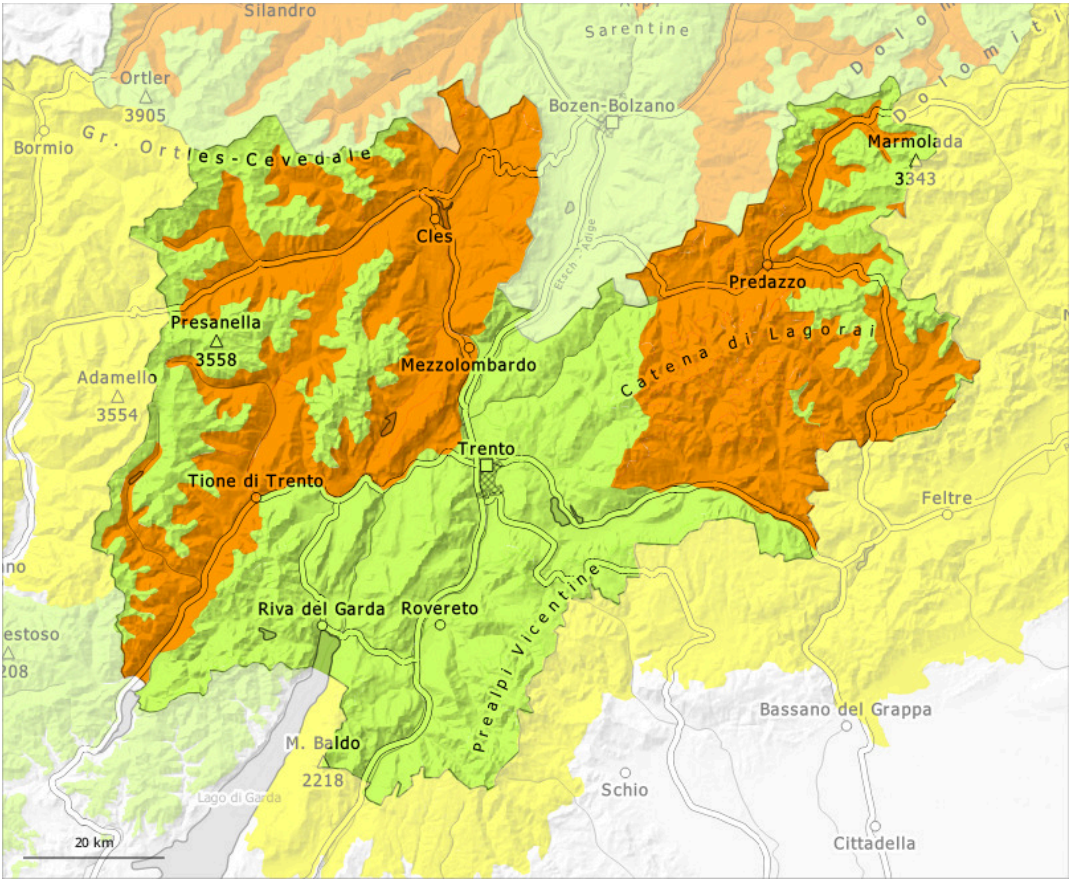 Silandro
Sarentine
Dolomiti
Ortler
3905
Bozen-Bolzano
Bormio
Gr. Ortles-Cevedale
Marmolada
3343
Cles
Etsch - Adige
Predazzo
Presanella
3558
Catena di Lagorai
Mezzolombardo
Adamello
3554
Trento
Tione di Trento
Feltre
Riva del Garda
Rovereto
Prealpi Vicentine
estoso
208
Bassano del Grappa
M. Baldo
2218
Schio
Lago di Garda
20 km
Cittadella